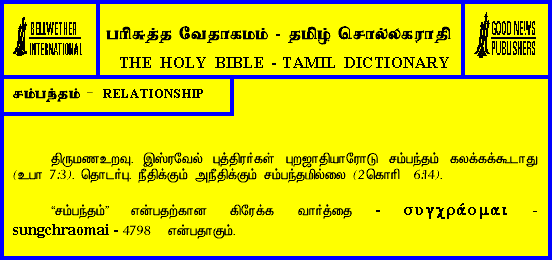 BELLWETHER
INTERNATIONAL
பரிசுத்த வேதாகமம் - தமிழ் சொல்லகராதி
THE HOLY BIBLE - TAMIL DICTIONARY
GOOD NEWS
PUBLISHERS
சம்பந்தம் – RELATIONSHIP
திருமணஉறவு. இஸ்ரவேல் புத்திரர்கள் புறஜாதியாரோடு சம்பந்தம் கலக்கக்கூடாது
(உபா 7:3). தொடர்பு. நீதிக்கும் அநீதிக்கும் சம்பந்தமில்லை (2கொரி 6:14).
“சம்பந்தம்” என்பதற்கான கிரேக்க வார்த்தை - συγχράομαι -
sungchraomai - 4798 என்பதாகும்.